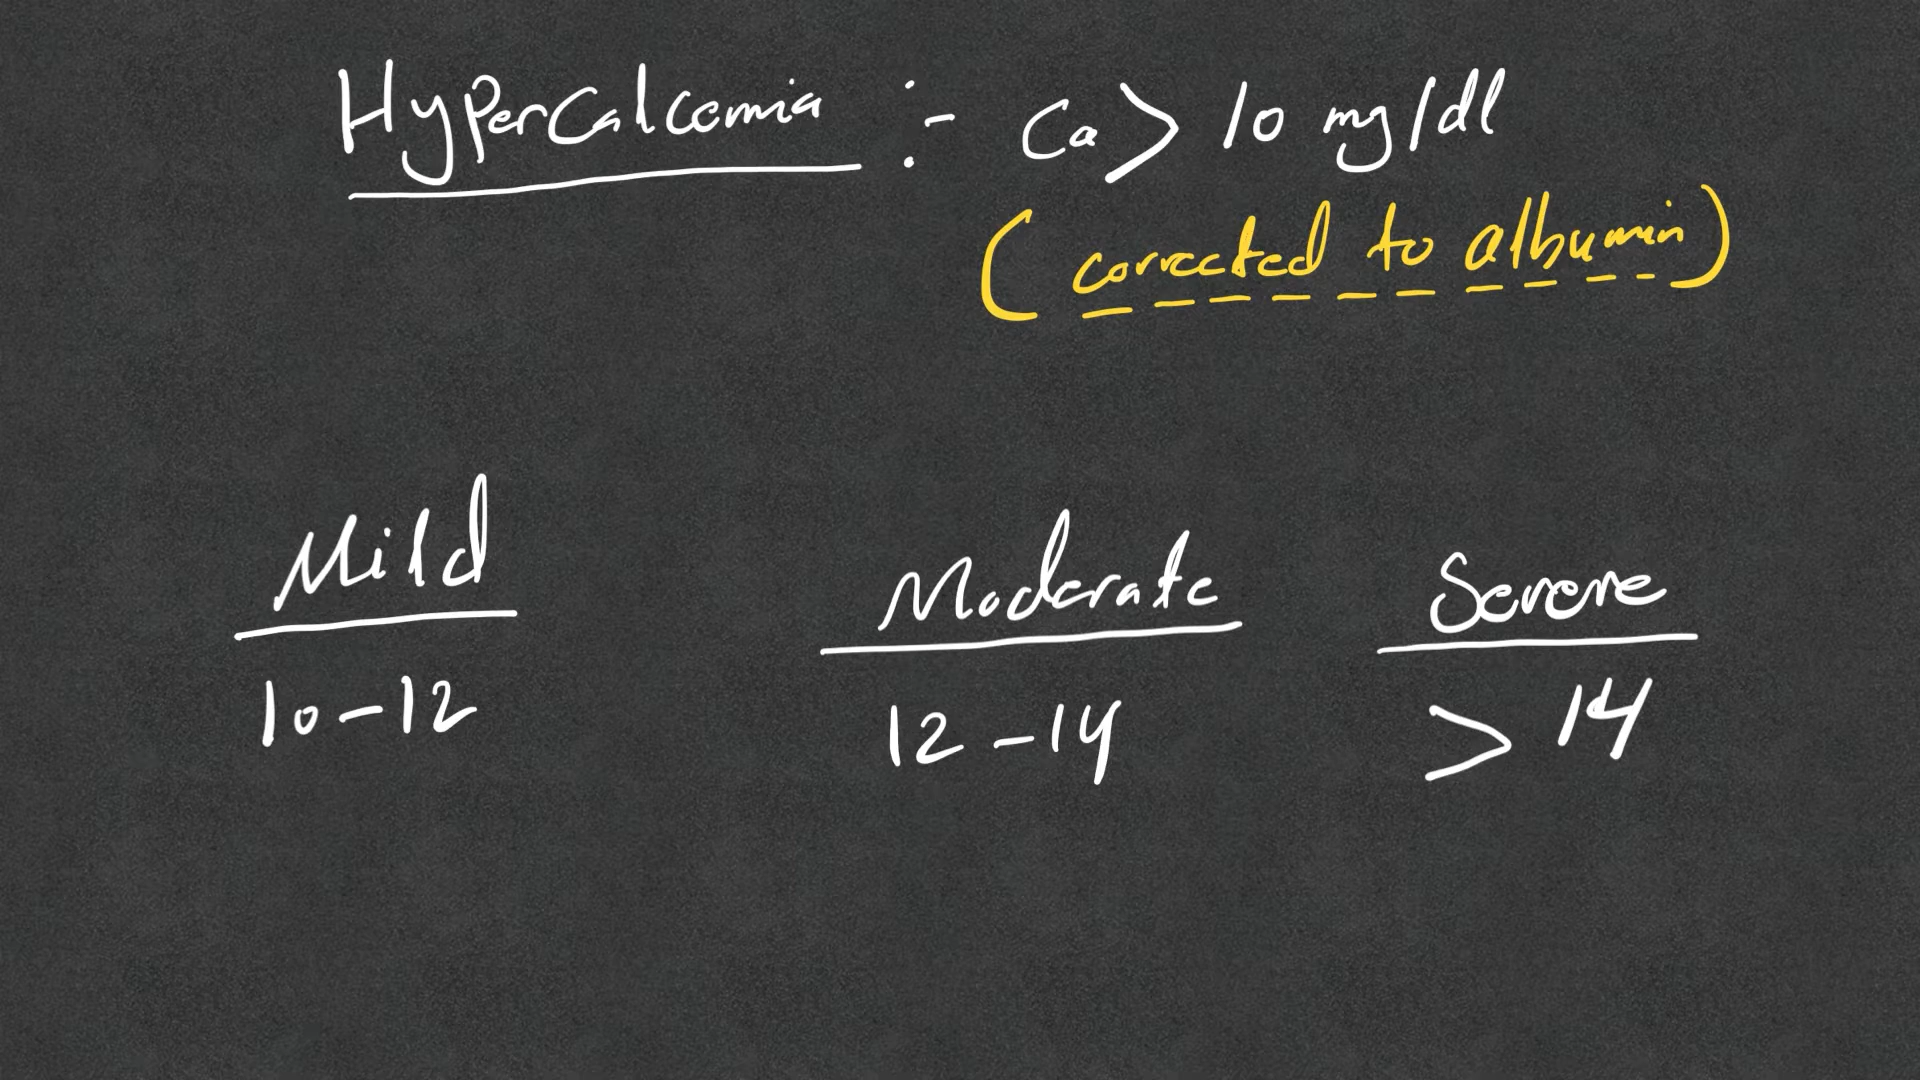 Hypercalcemia :- Ca > 10 mg/dl
(corrected to albumin)
Mild Moderate Severe
10-12 12-14 > 14